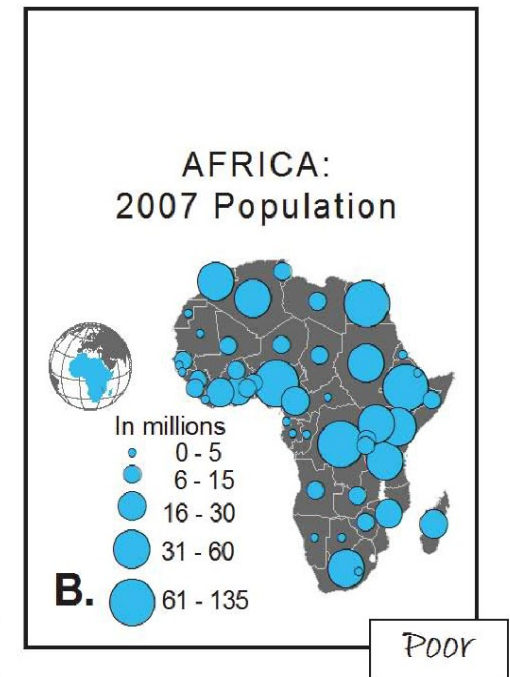 AFRICA:
2007 Population
In millions
0 - 5
6 - 15
16 - 30
31 - 60
61 - 135
B.
Poor